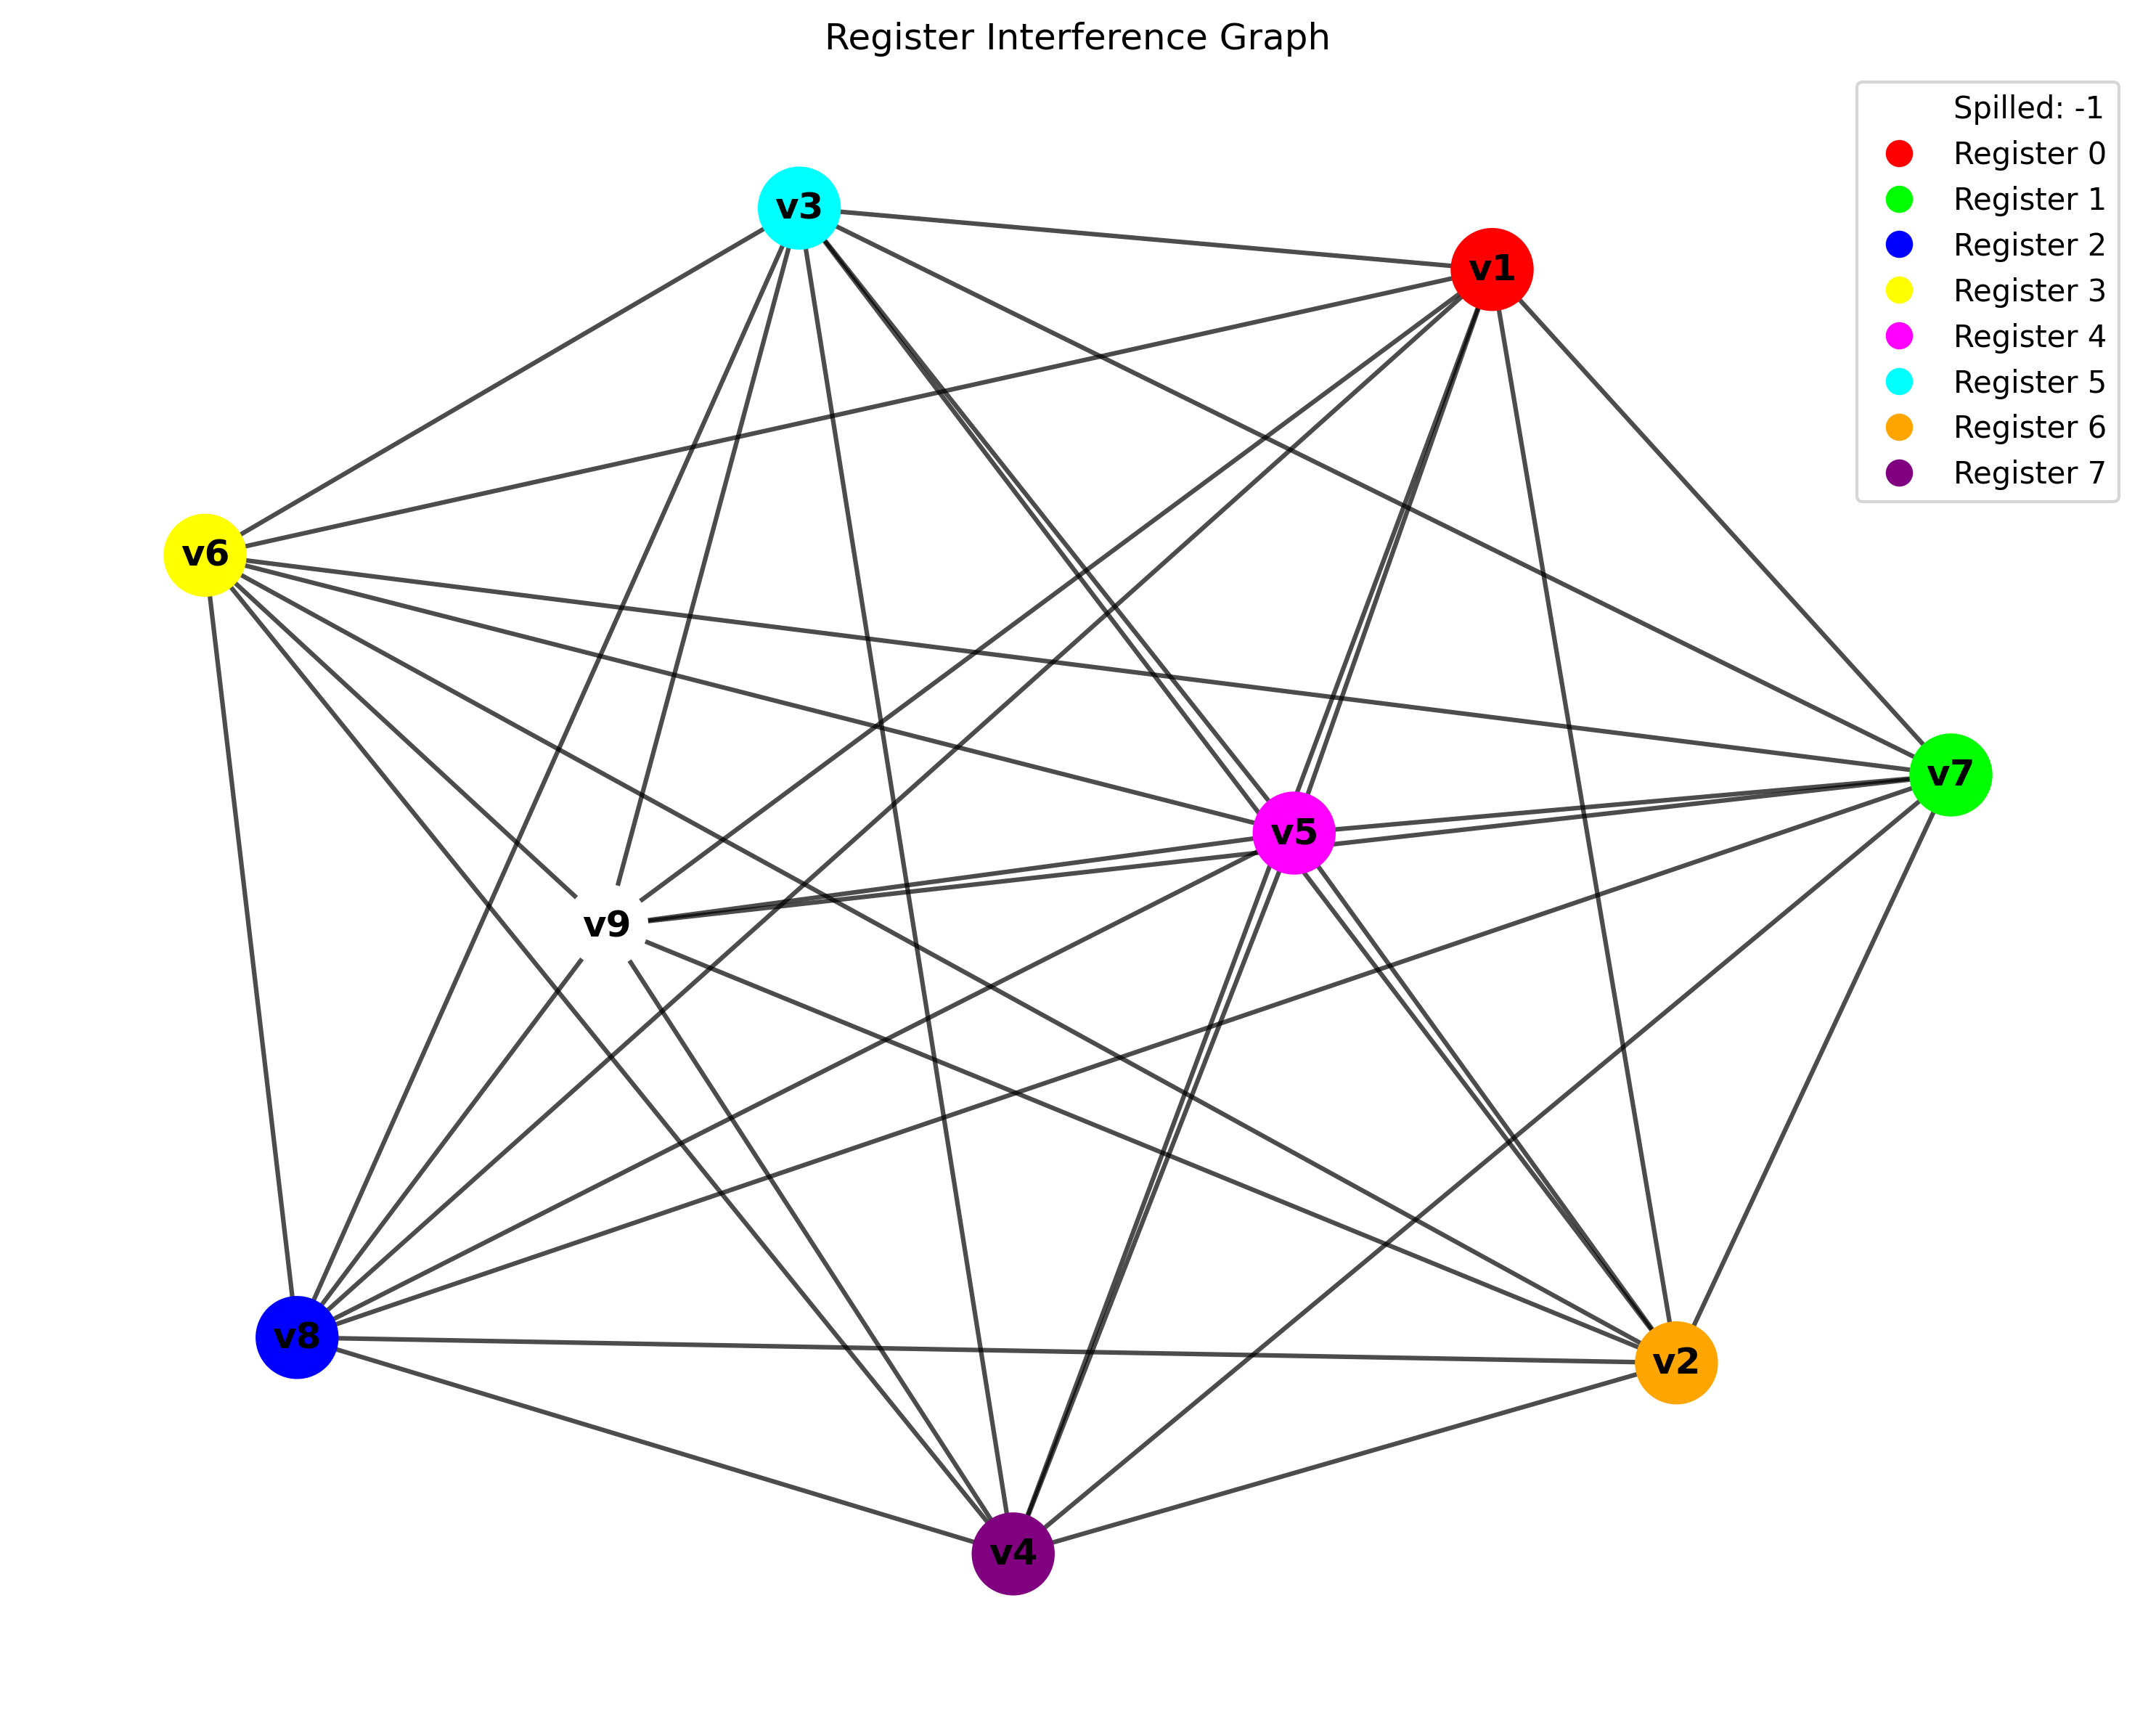 Register Interference Graph
Spilled: -1
Register 0
Register 1
Register 2
Register 3
Register 4
Register 5
Register 6
Register 7
v3
v1
v6
v7
v5
v9
v8
v2
v4